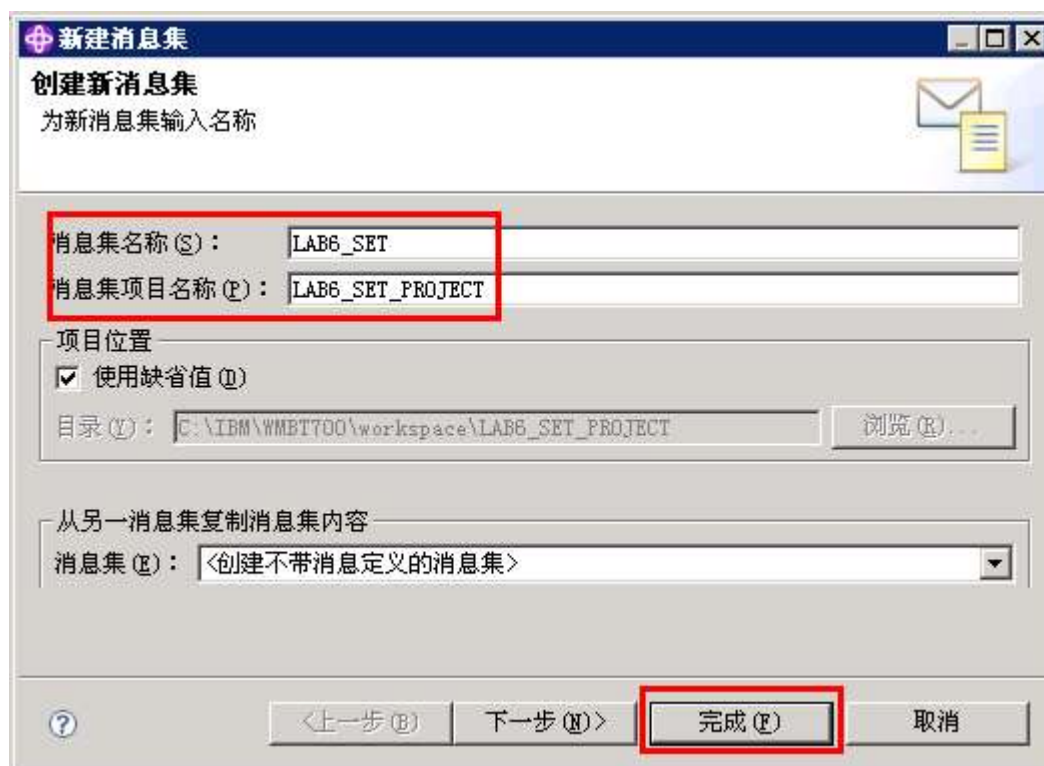 新建消息集
创建新消息集
为新消息集输入名称
消息集名称(S)： LAB6_SET
消息集项目名称(P)： LAB6_SET_PROJECT
项目位置
使用缺省值(D)
目录(Y)： C:\IBM\WMBT700\workspace\LAB6_SET_PROJECT 浏览(R)...
从另一消息集复制消息集内容
消息集(E)： <创建不带消息定义的消息集>
? <上一步(B) 下一步(N)> 完成(F) 取消